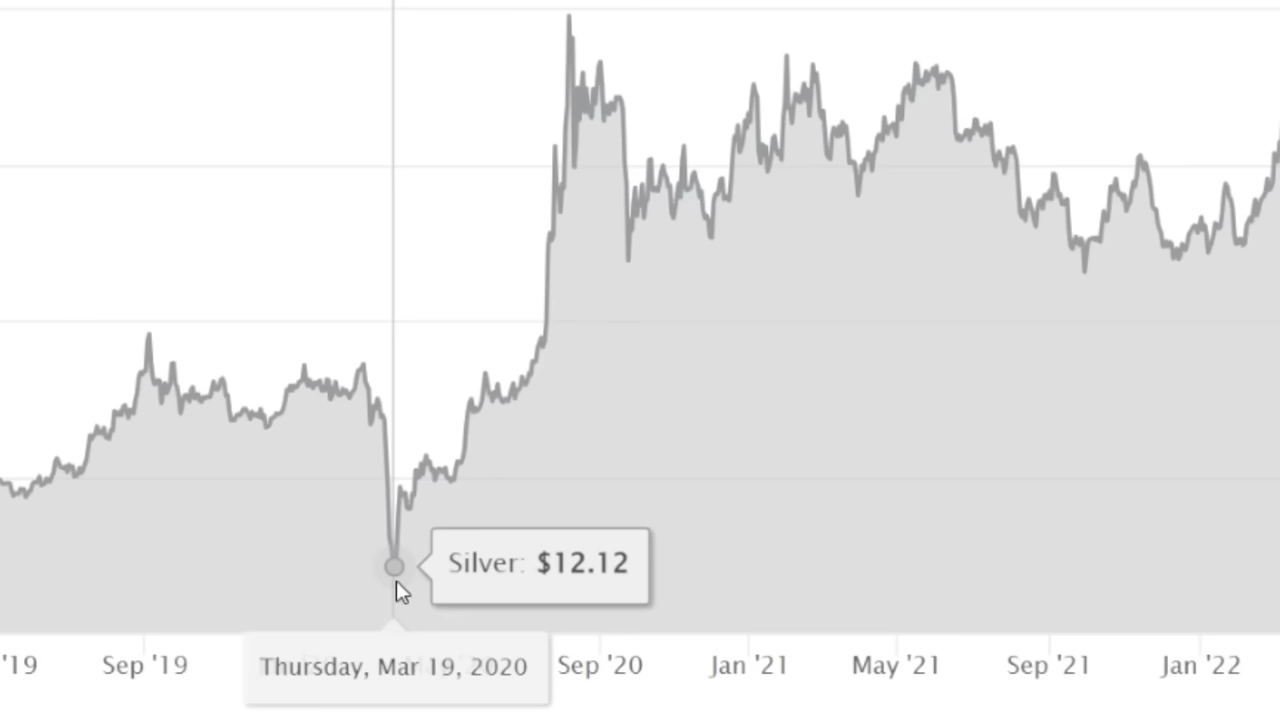 Silver: $12.12
'19
Sep '19
Thursday, Mar 19, 2020
Sep '20
Jan '21
May '21
Sep '21
Jan '22